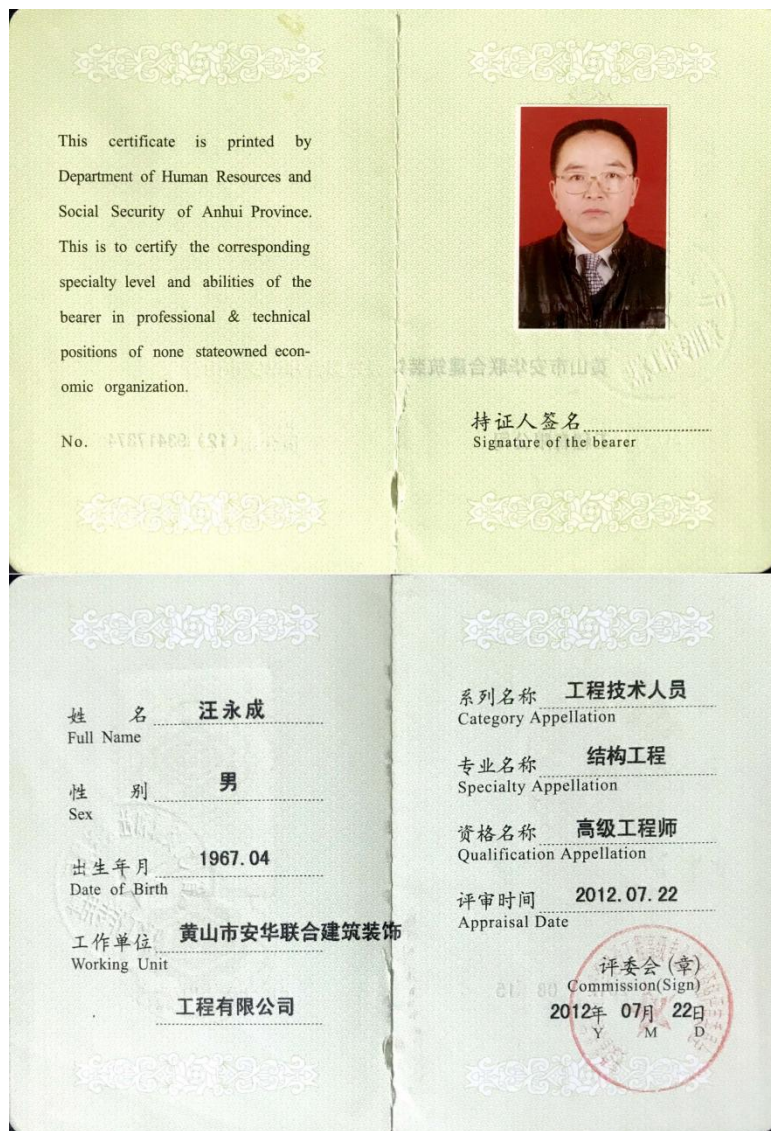 This certificate is printed by
Department of Human Resources and
Social Security of Anhui Province.
This is to certify the corresponding
specialty level and abilities of the
bearer in professional & technical
positions of none stateowned econ-
omic organization.
No.
持证人签名
Signature of the bearer
姓 名 汪永成
Full Name
性 别 男
Sex
出生年月 1967.04
Date of Birth
工作单位 黄山市安华联合建筑装饰
Working Unit
工程有限公司
系列名称 工程技术人员
Category Appellation
专业名称 结构工程
Specialty Appellation
资格名称 高级工程师
Qualification Appellation
评审时间 2012.07.22
Appraisal Date
评委会(章)
Commission(Sign)
2012年 07月 22日
Y M D